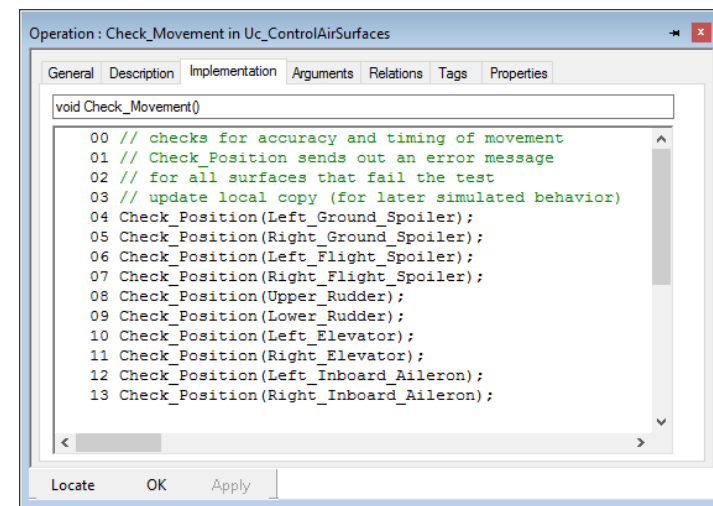 Operation : Check_Movement in Uc_ControlAirSurfaces
x
General Description Implementation Arguments Relations Tags Properties
void Check_Movement()
00 // checks for accuracy and timing of movement
01 // Check_Position sends out an error message
02 // for all surfaces that fail the test
03 // update local copy (for later simulated behavior)
04 Check_Position(Left_Ground_Spoiler);
05 Check_Position(Right_Ground_Spoiler);
06 Check_Position(Left_Flight_Spoiler);
07 Check_Position(Right_Flight_Spoiler);
08 Check_Position(Upper_Rudder);
09 Check_Position(Lower_Rudder);
10 Check_Position(Left_Elevator);
11 Check_Position(Right_Elevator);
12 Check_Position(Left_Inboard_Aileron);
13 Check_Position(Right_Inboard_Aileron);
Locate OK Apply